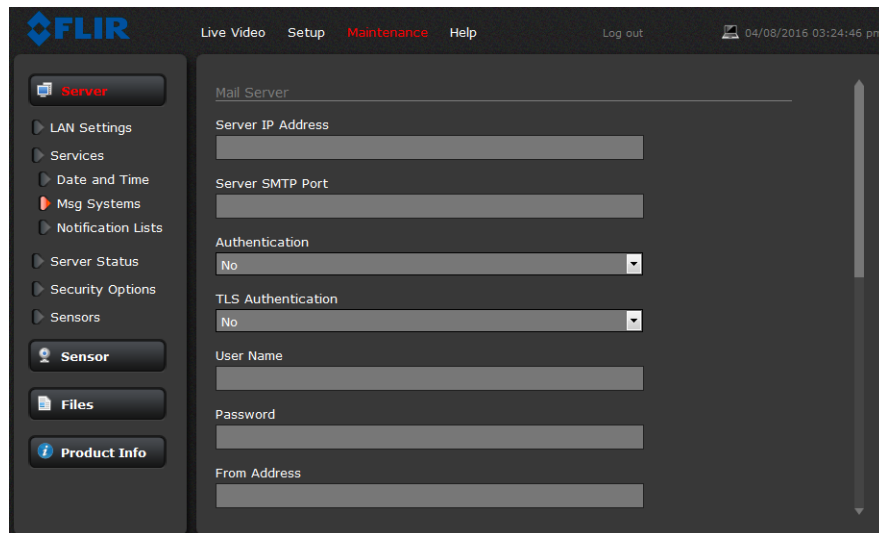 FLIR
Live Video Setup Maintenance Help Log out 04/08/2016 03:24:46 pm
Server
LAN Settings
Services
Date and Time
Msg Systems
Notification Lists
Server Status
Security Options
Sensors
Sensor
Files
Product Info
Mail Server
Server IP Address
Server SMTP Port
Authentication
No
TLS Authentication
No
User Name
Password
From Address